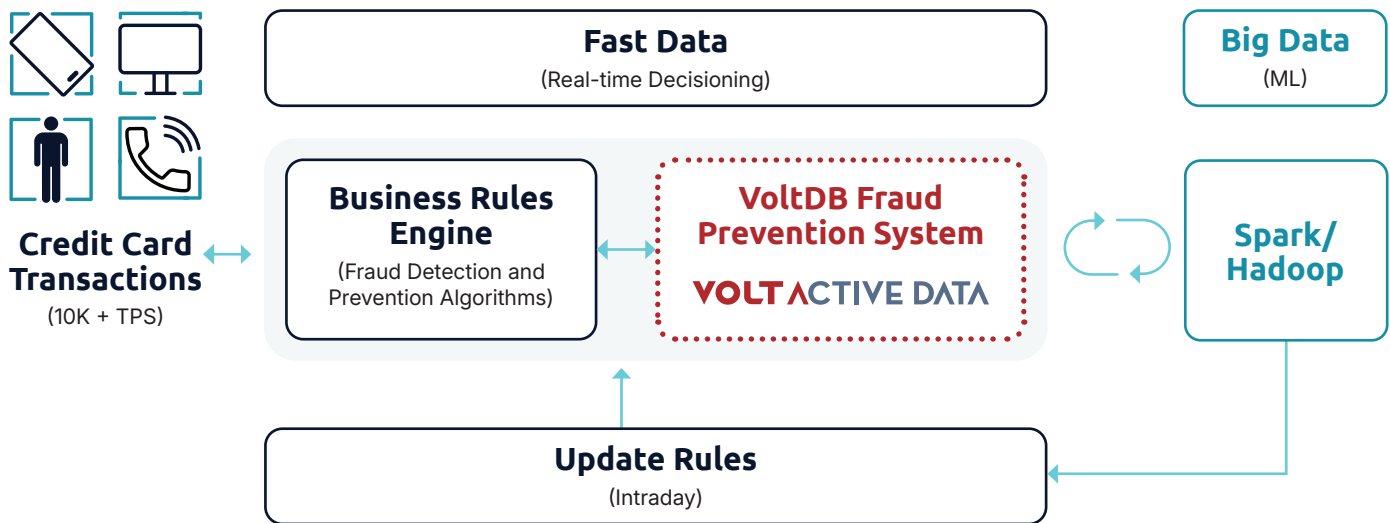 Fast Data
(Real-time Decisioning)
Big Data
(ML)
Credit Card
Transactions
(10K + TPS)
Business Rules
Engine
(Fraud Detection and
Prevention Algorithms)
VoltDB Fraud
Prevention System
VOLT ACTIVE DATA
Spark/
Hadoop
Update Rules
(Intraday)